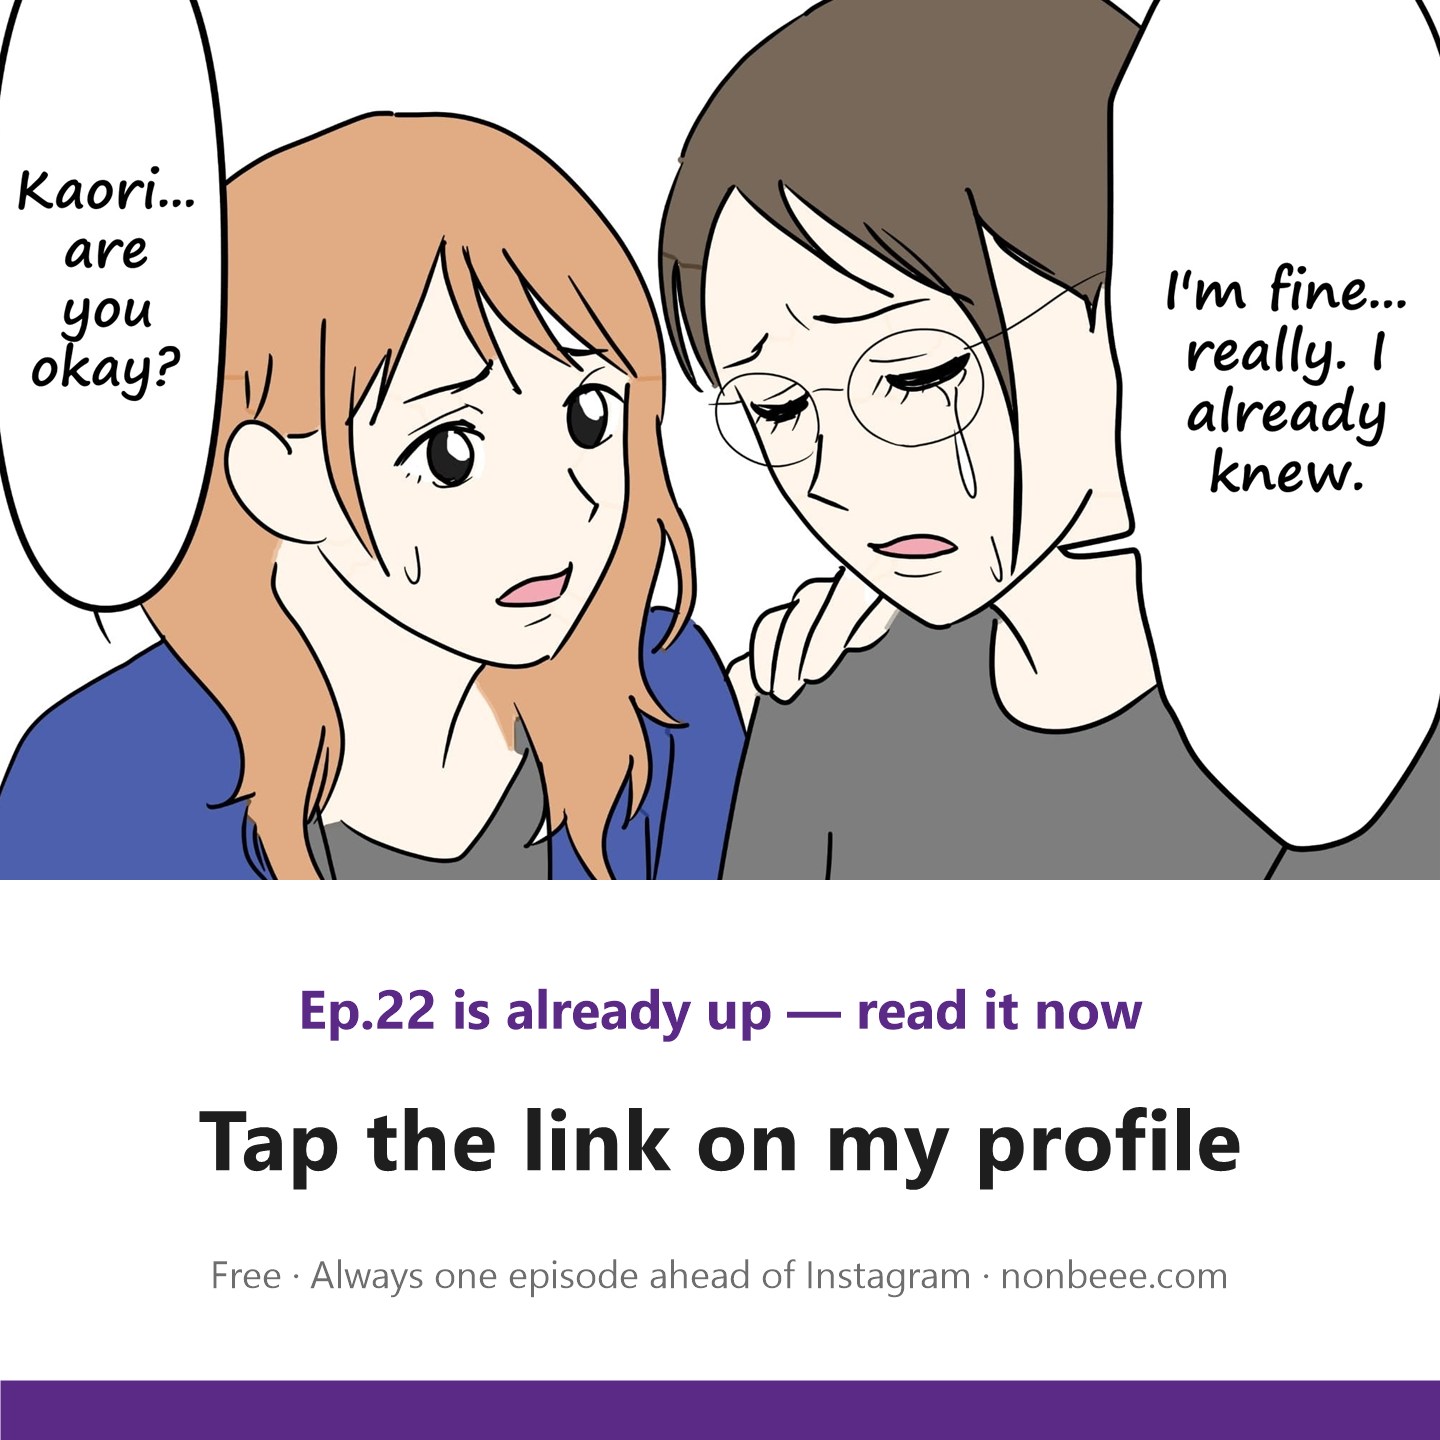 Kaori...
are
you
okay?
I'm fine...
really. I
already
knew.
Ep.22 is already up — read it now
Tap the link on my profile
Free · Always one episode ahead of Instagram · nonbeee.com